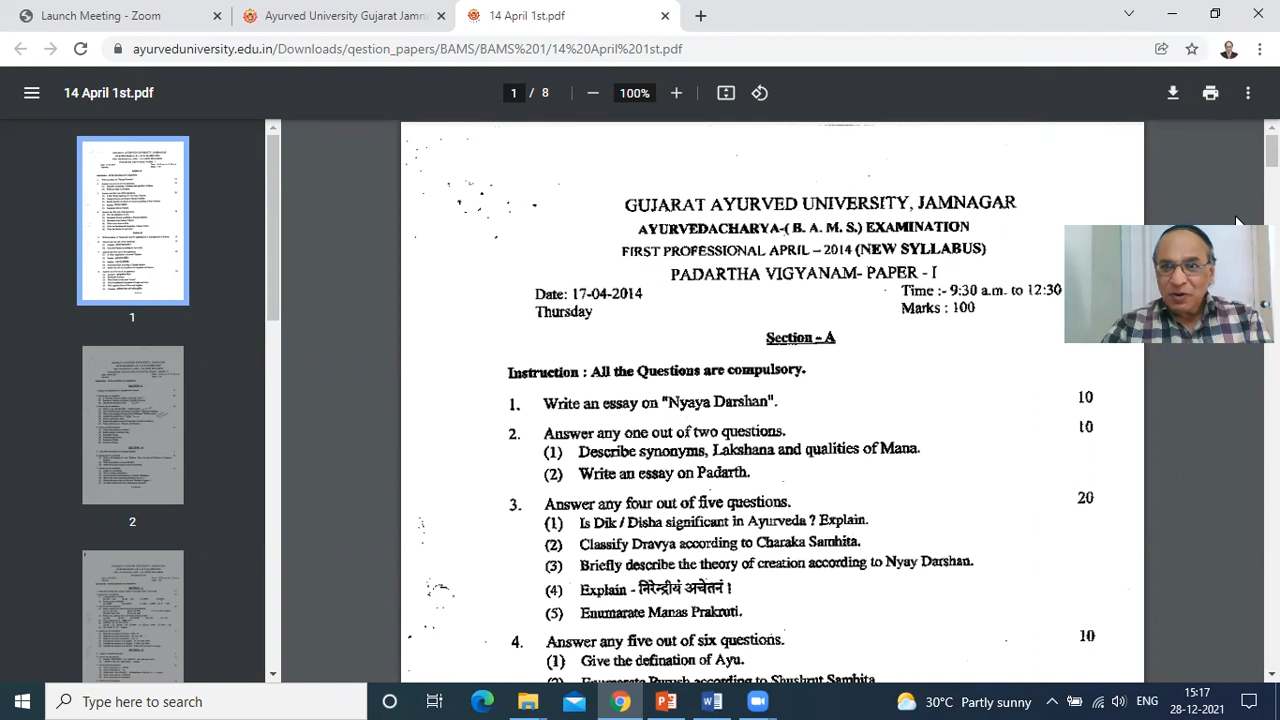 Launch Meeting - Zoom
Ayurved University Gujarat Jamna
14 April 1st.pdf
ayurveduniversity.edu.in/Downloads/qestion_papers/BAMS/BAMS%201/14%20April%201st.pdf
14 April 1st.pdf
1 / 8
100%
GUJARAT AYURVED UNIVERSITY, JAMNAGAR
AYURVEDACHARYA-( B. A. M. S.) EXAMINATION
FIRST PROFESSIONAL APRIL – 2014 (NEW SYLLABUS)
PADARTHA VIGYANAM- PAPER - I
Date: 17-04-2014 Time :- 9:30 a.m. to 12:30
Thursday Marks : 100
Section - A
Instruction : All the Questions are compulsory.
1. Write an essay on "Nyaya Darshan". 10
2. Answer any one out of two questions. 10
(1) Describe synonyms, Lakshana and qualities of Mana.
(2) Write an essay on Padarth.
3. Answer any four out of five questions. 20
(1) Is Dik / Disha significant in Ayurveda ? Explain.
(2) Classify Dravya according to Charaka Samhita.
(3) Briefly describe the theory of creation according to Nyay Darshan.
(4) Explain - निरेन्द्रीयं अचेतनं ।
(5) Enumarate Manas Prakruti.
4. Answer any five out of six questions. 10
(1) Give the defination of Ayu.
Enumarate Purush according to Shushrut Samhita
1
2
Type here to search
30°C Partly sunny
ENG
15:17
28-12-2021